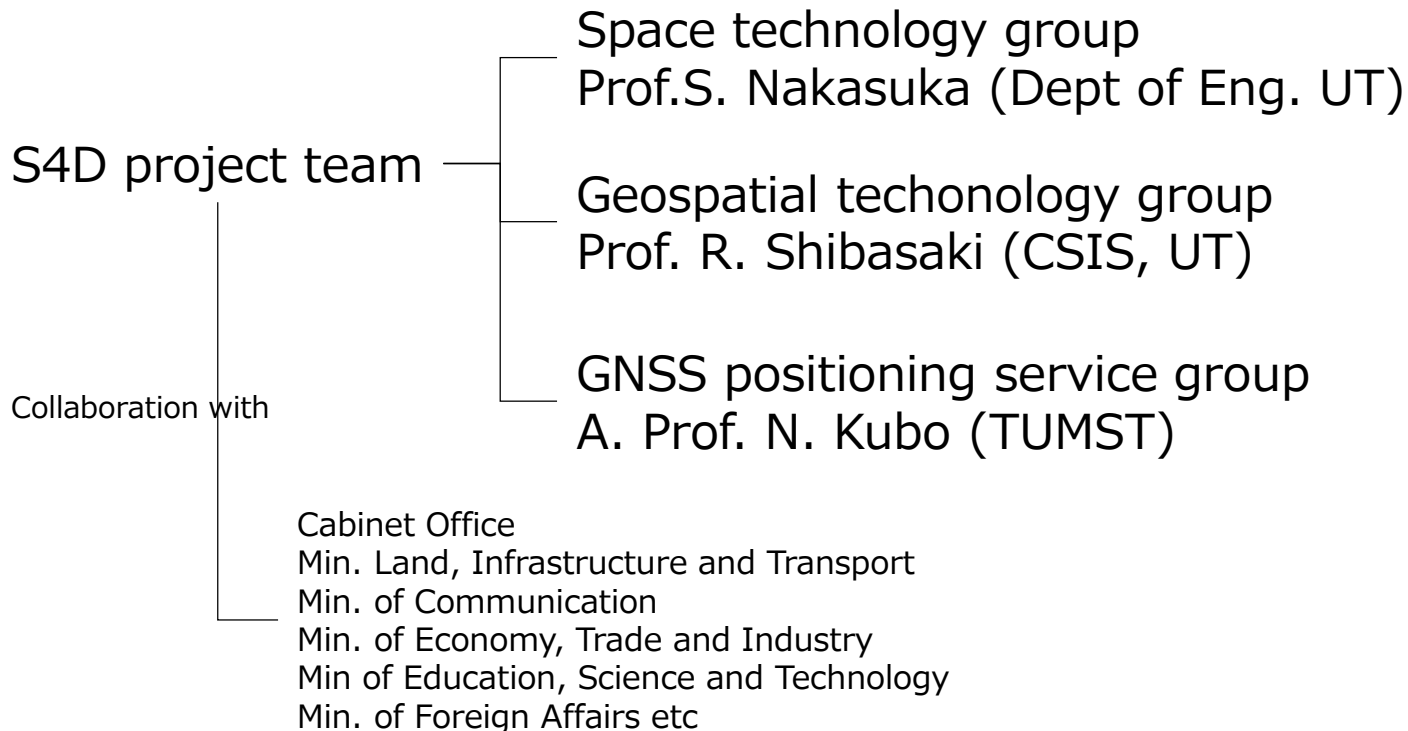 Space technology group
Prof.S. Nakasuka (Dept of Eng. UT)
S4D project team
Geospatial techonology group
Prof. R. Shibasaki (CSIS, UT)
GNSS positioning service group
A. Prof. N. Kubo (TUMST)
Collaboration with
Cabinet Office
Min. Land, Infrastructure and Transport
Min. of Communication
Min. of Economy, Trade and Industry
Min of Education, Science and Technology
Min. of Foreign Affairs etc